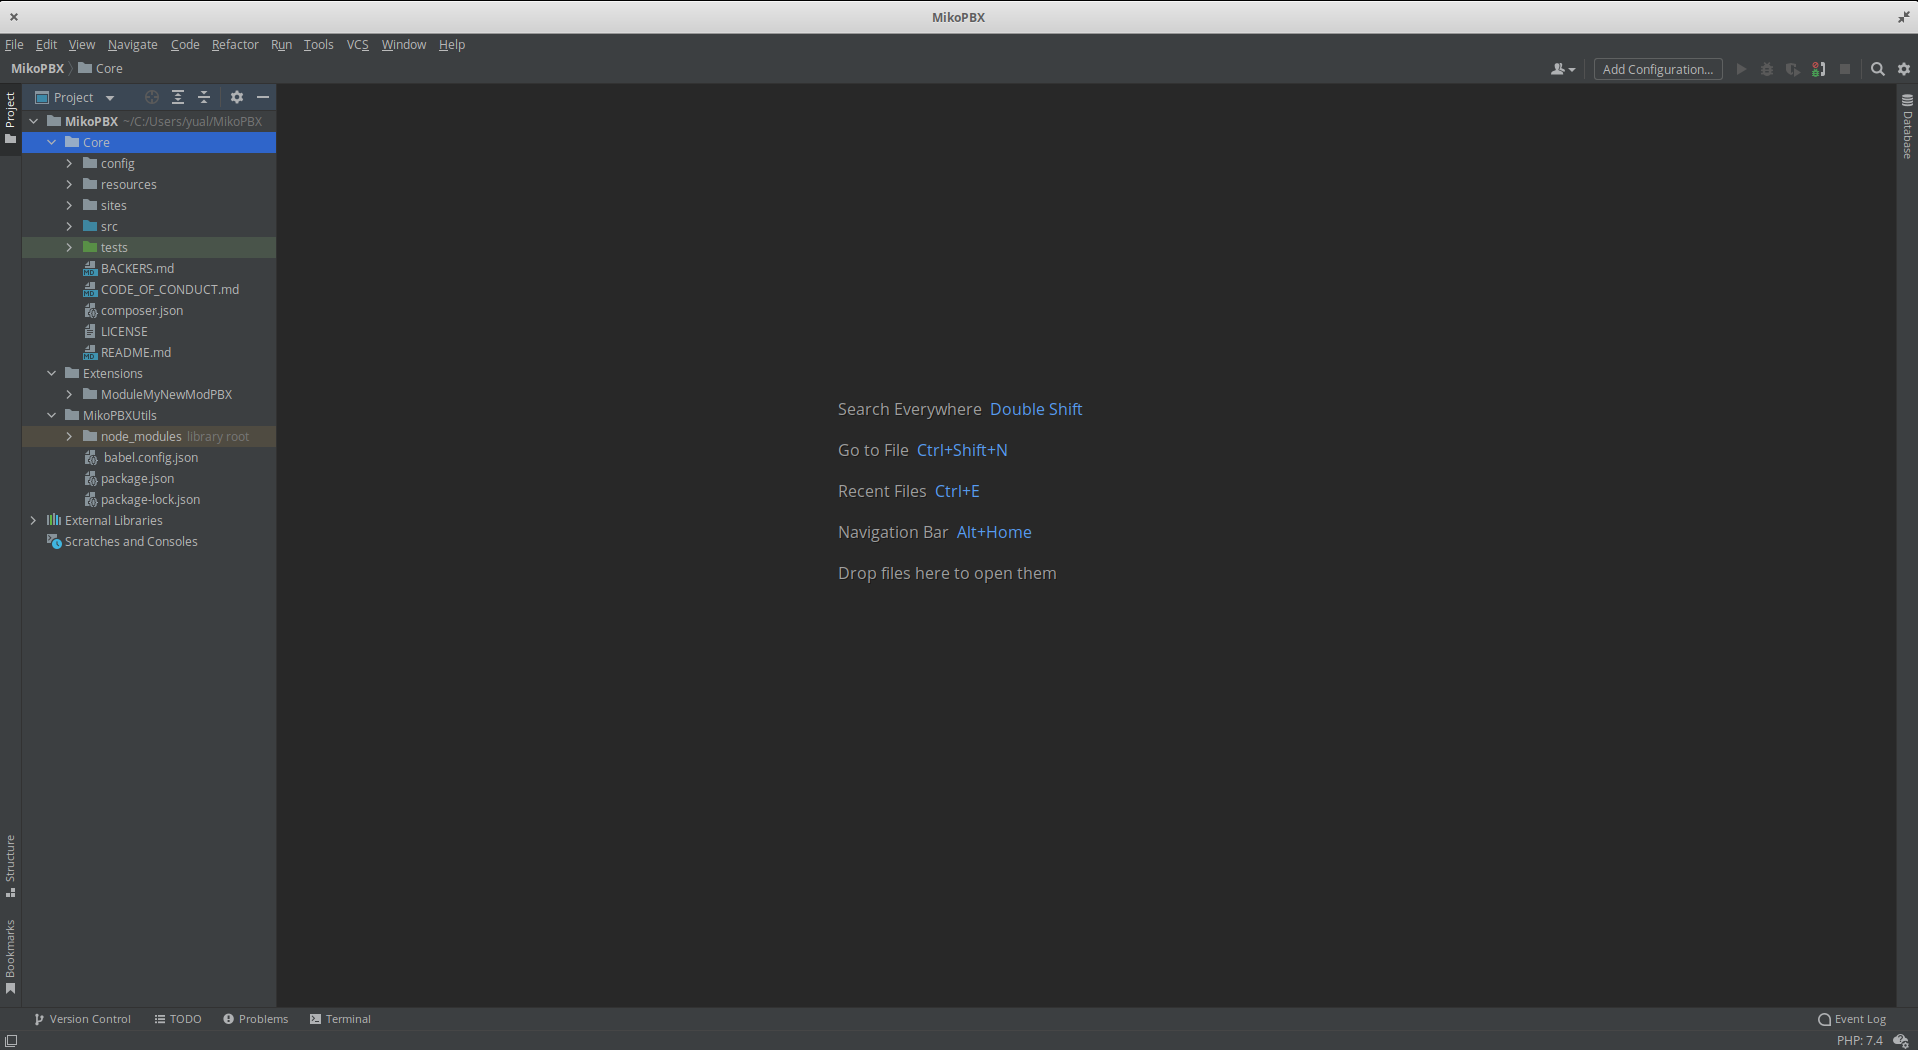 MikoPBX
File Edit View Navigate Code Refactor Run Tools VCS Window Help
MikoPBX Core
Add Configuration...
Project
Project
MikoPBX ~/C:/Users/yual/MikoPBX
Core
config
resources
sites
src
tests
BACKERS.md
CODE_OF_CONDUCT.md
composer.json
LICENSE
README.md
Extensions
ModuleMyNewModPBX
MikoPBXUtils
node_modules library root
babel.config.json
package.json
package-lock.json
External Libraries
Scratches and Consoles
Search Everywhere Double Shift
Go to File Ctrl+Shift+N
Recent Files Ctrl+E
Navigation Bar Alt+Home
Drop files here to open them
Database
Structure
Bookmarks
Version Control TODO Problems Terminal
Event Log
PHP: 7.4